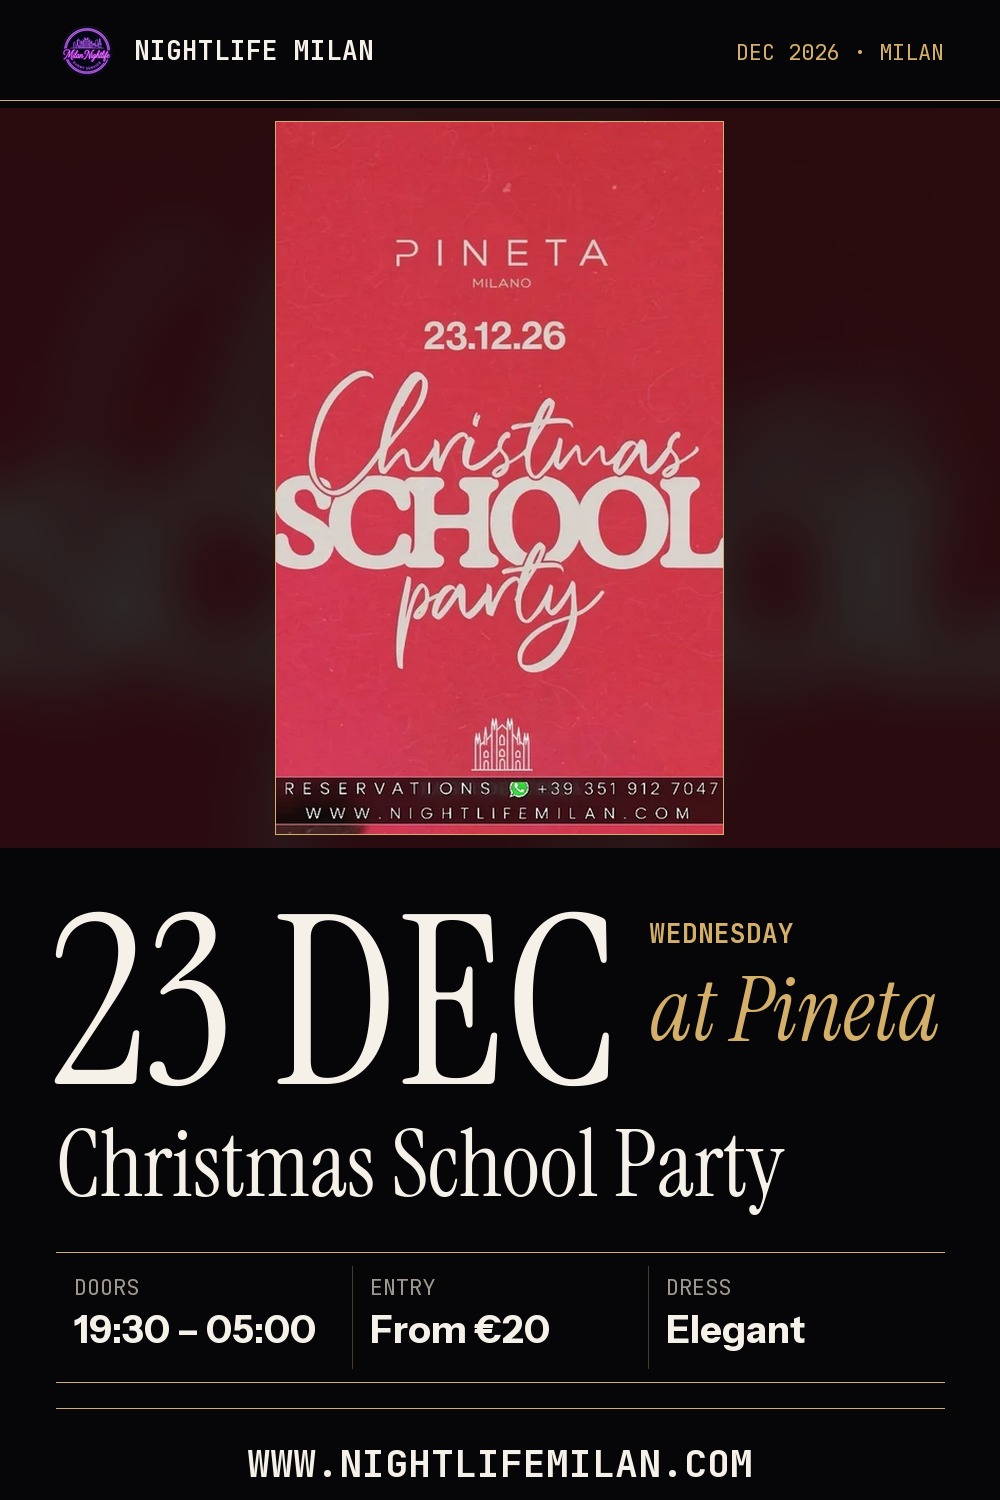 NIGHTLIFE MILAN
DEC 2026 · MILAN
PINETA
MILANO
23.12.26
Christmas
SCHOOL
party
RESERVATIONS +39 351 912 7047
WWW.NIGHTLIFEMILAN.COM
23 DEC
WEDNESDAY
at Pineta
Christmas School Party
DOORS
19:30 – 05:00
ENTRY
From €20
DRESS
Elegant
WWW.NIGHTLIFEMILAN.COM